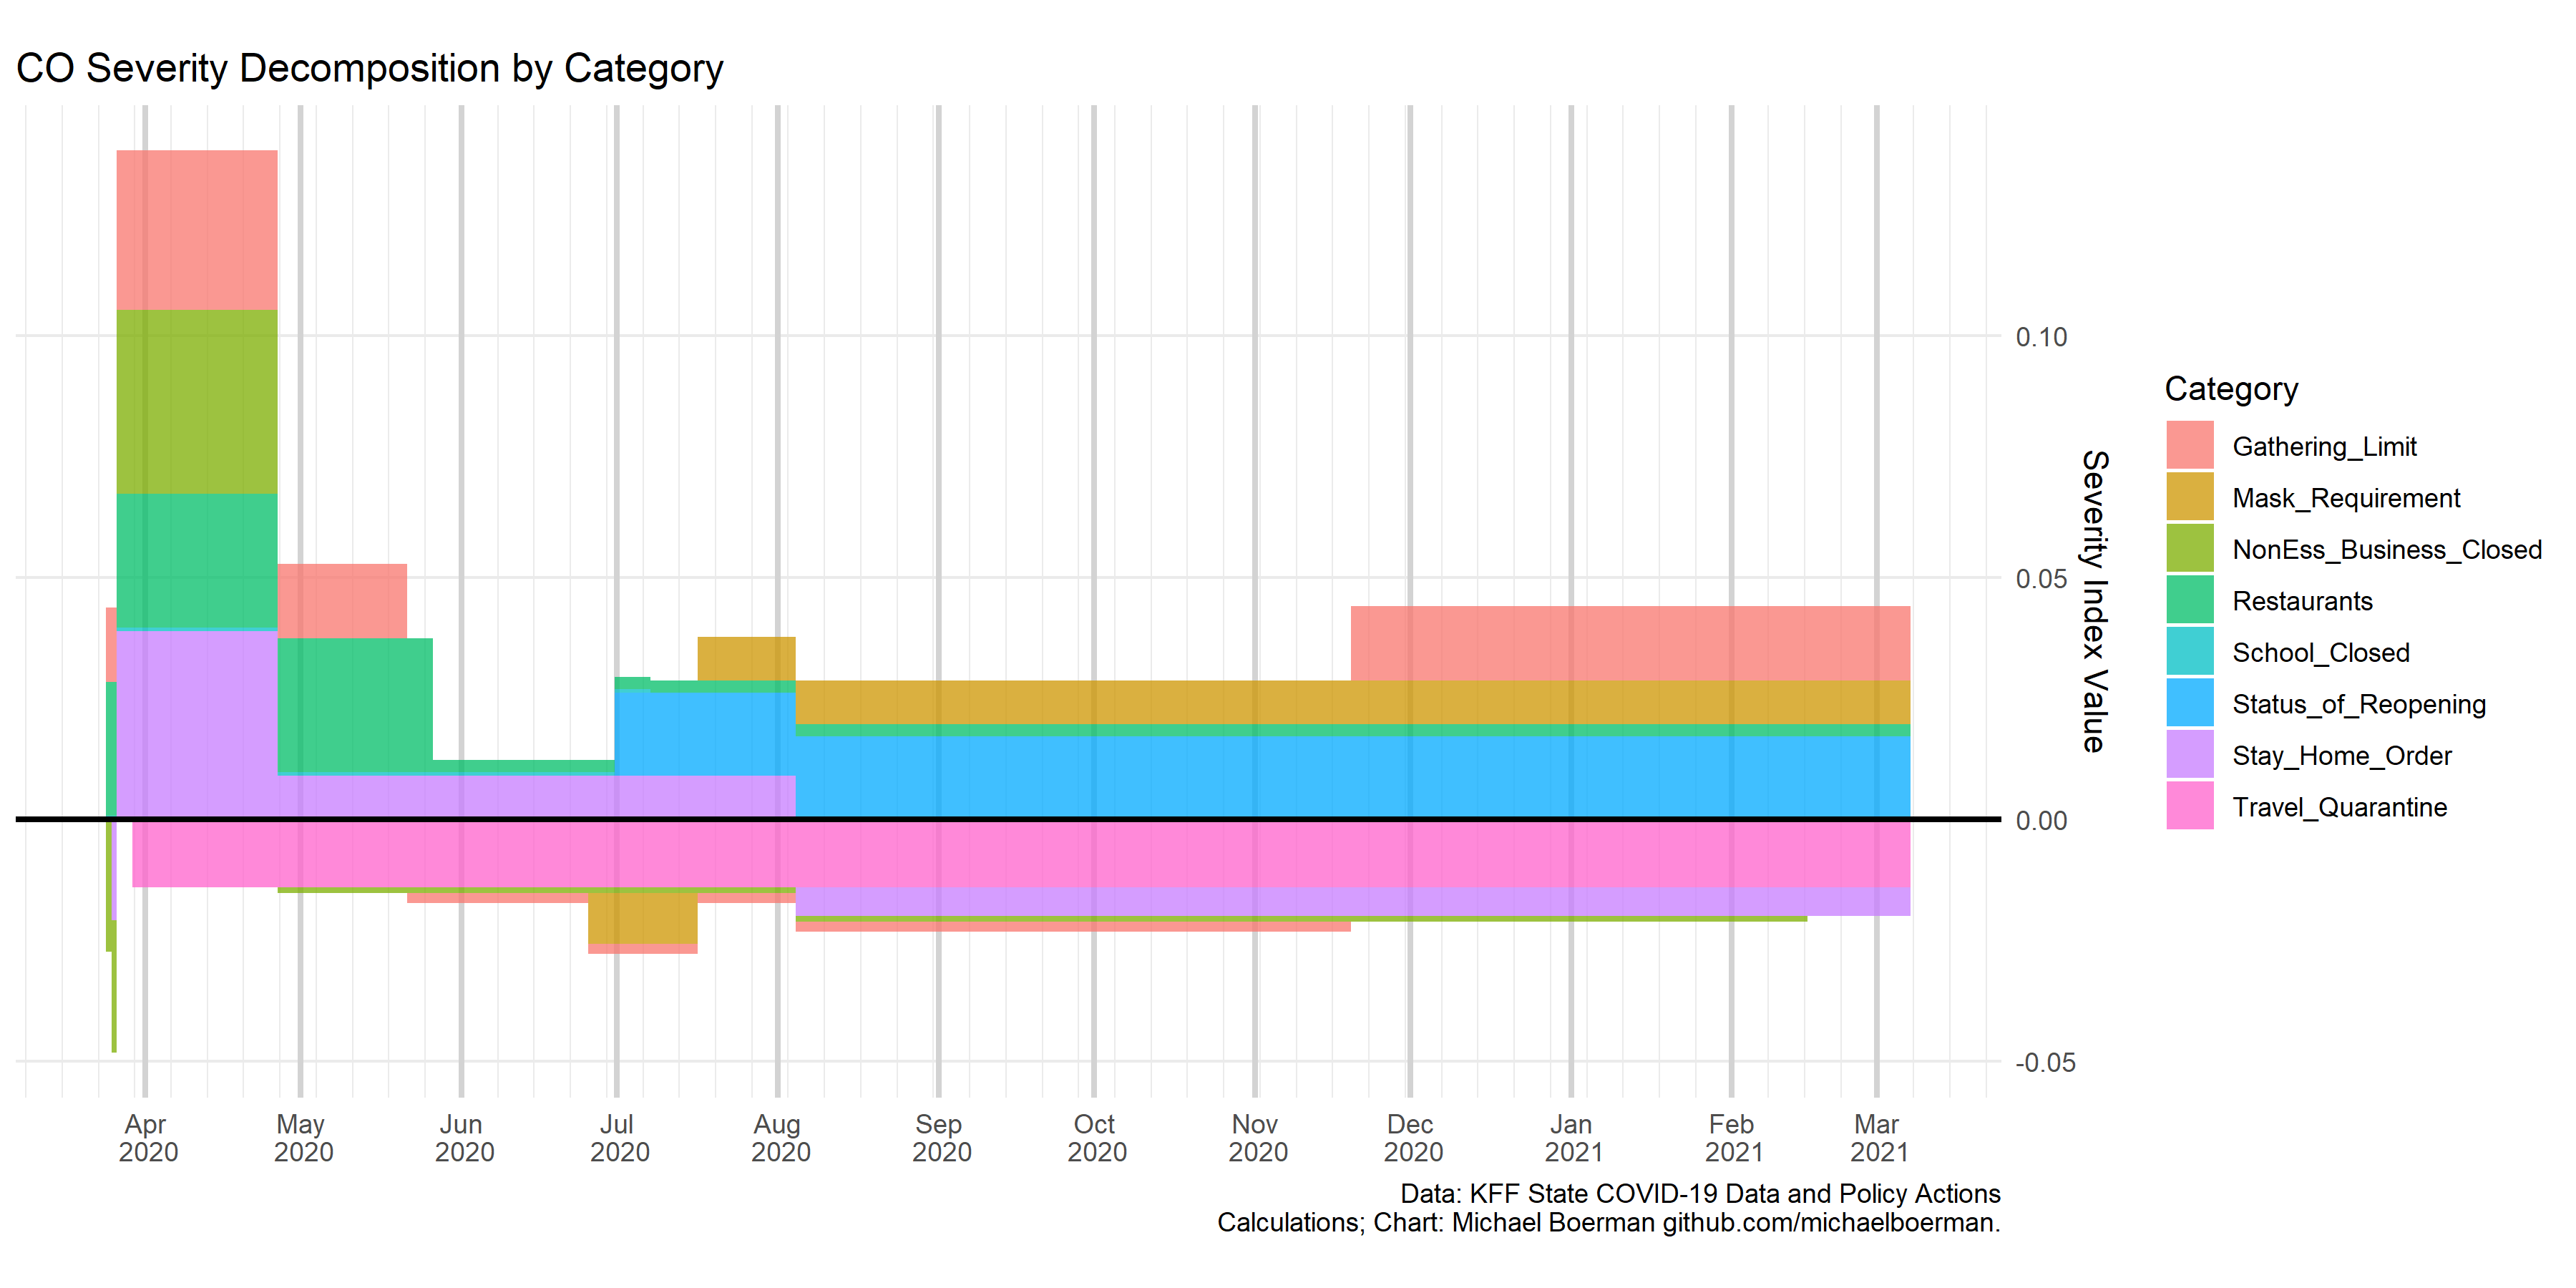 CO Severity Decomposition by Category
0.10
0.05
0.00
-0.05
Severity Index Value
Apr
2020
May
2020
Jun
2020
Jul
2020
Aug
2020
Sep
2020
Oct
2020
Nov
2020
Dec
2020
Jan
2021
Feb
2021
Mar
2021
Category
Gathering_Limit
Mask_Requirement
NonEss_Business_Closed
Restaurants
School_Closed
Status_of_Reopening
Stay_Home_Order
Travel_Quarantine
Data: KFF State COVID-19 Data and Policy Actions
Calculations; Chart: Michael Boerman github.com/michaelboerman.